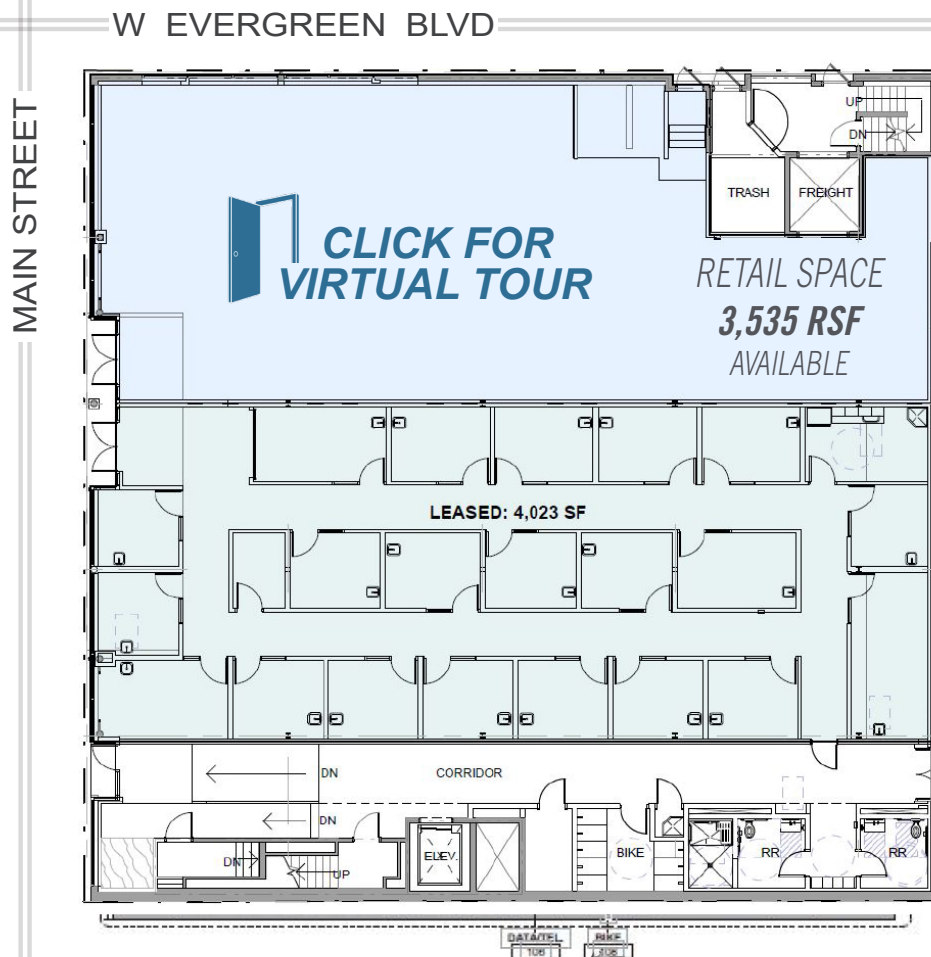 W EVERGREEN BLVD
MAIN STREET
UP
DN
TRASH
FREIGHT
CLICK FOR
VIRTUAL TOUR
RETAIL SPACE
3,535 RSF
AVAILABLE
LEASED: 4,023 SF
DN
CORRIDOR
DN
DN
UP
ELEV.
BIKE
RR
RR
DATA/TEL
BIKE
106